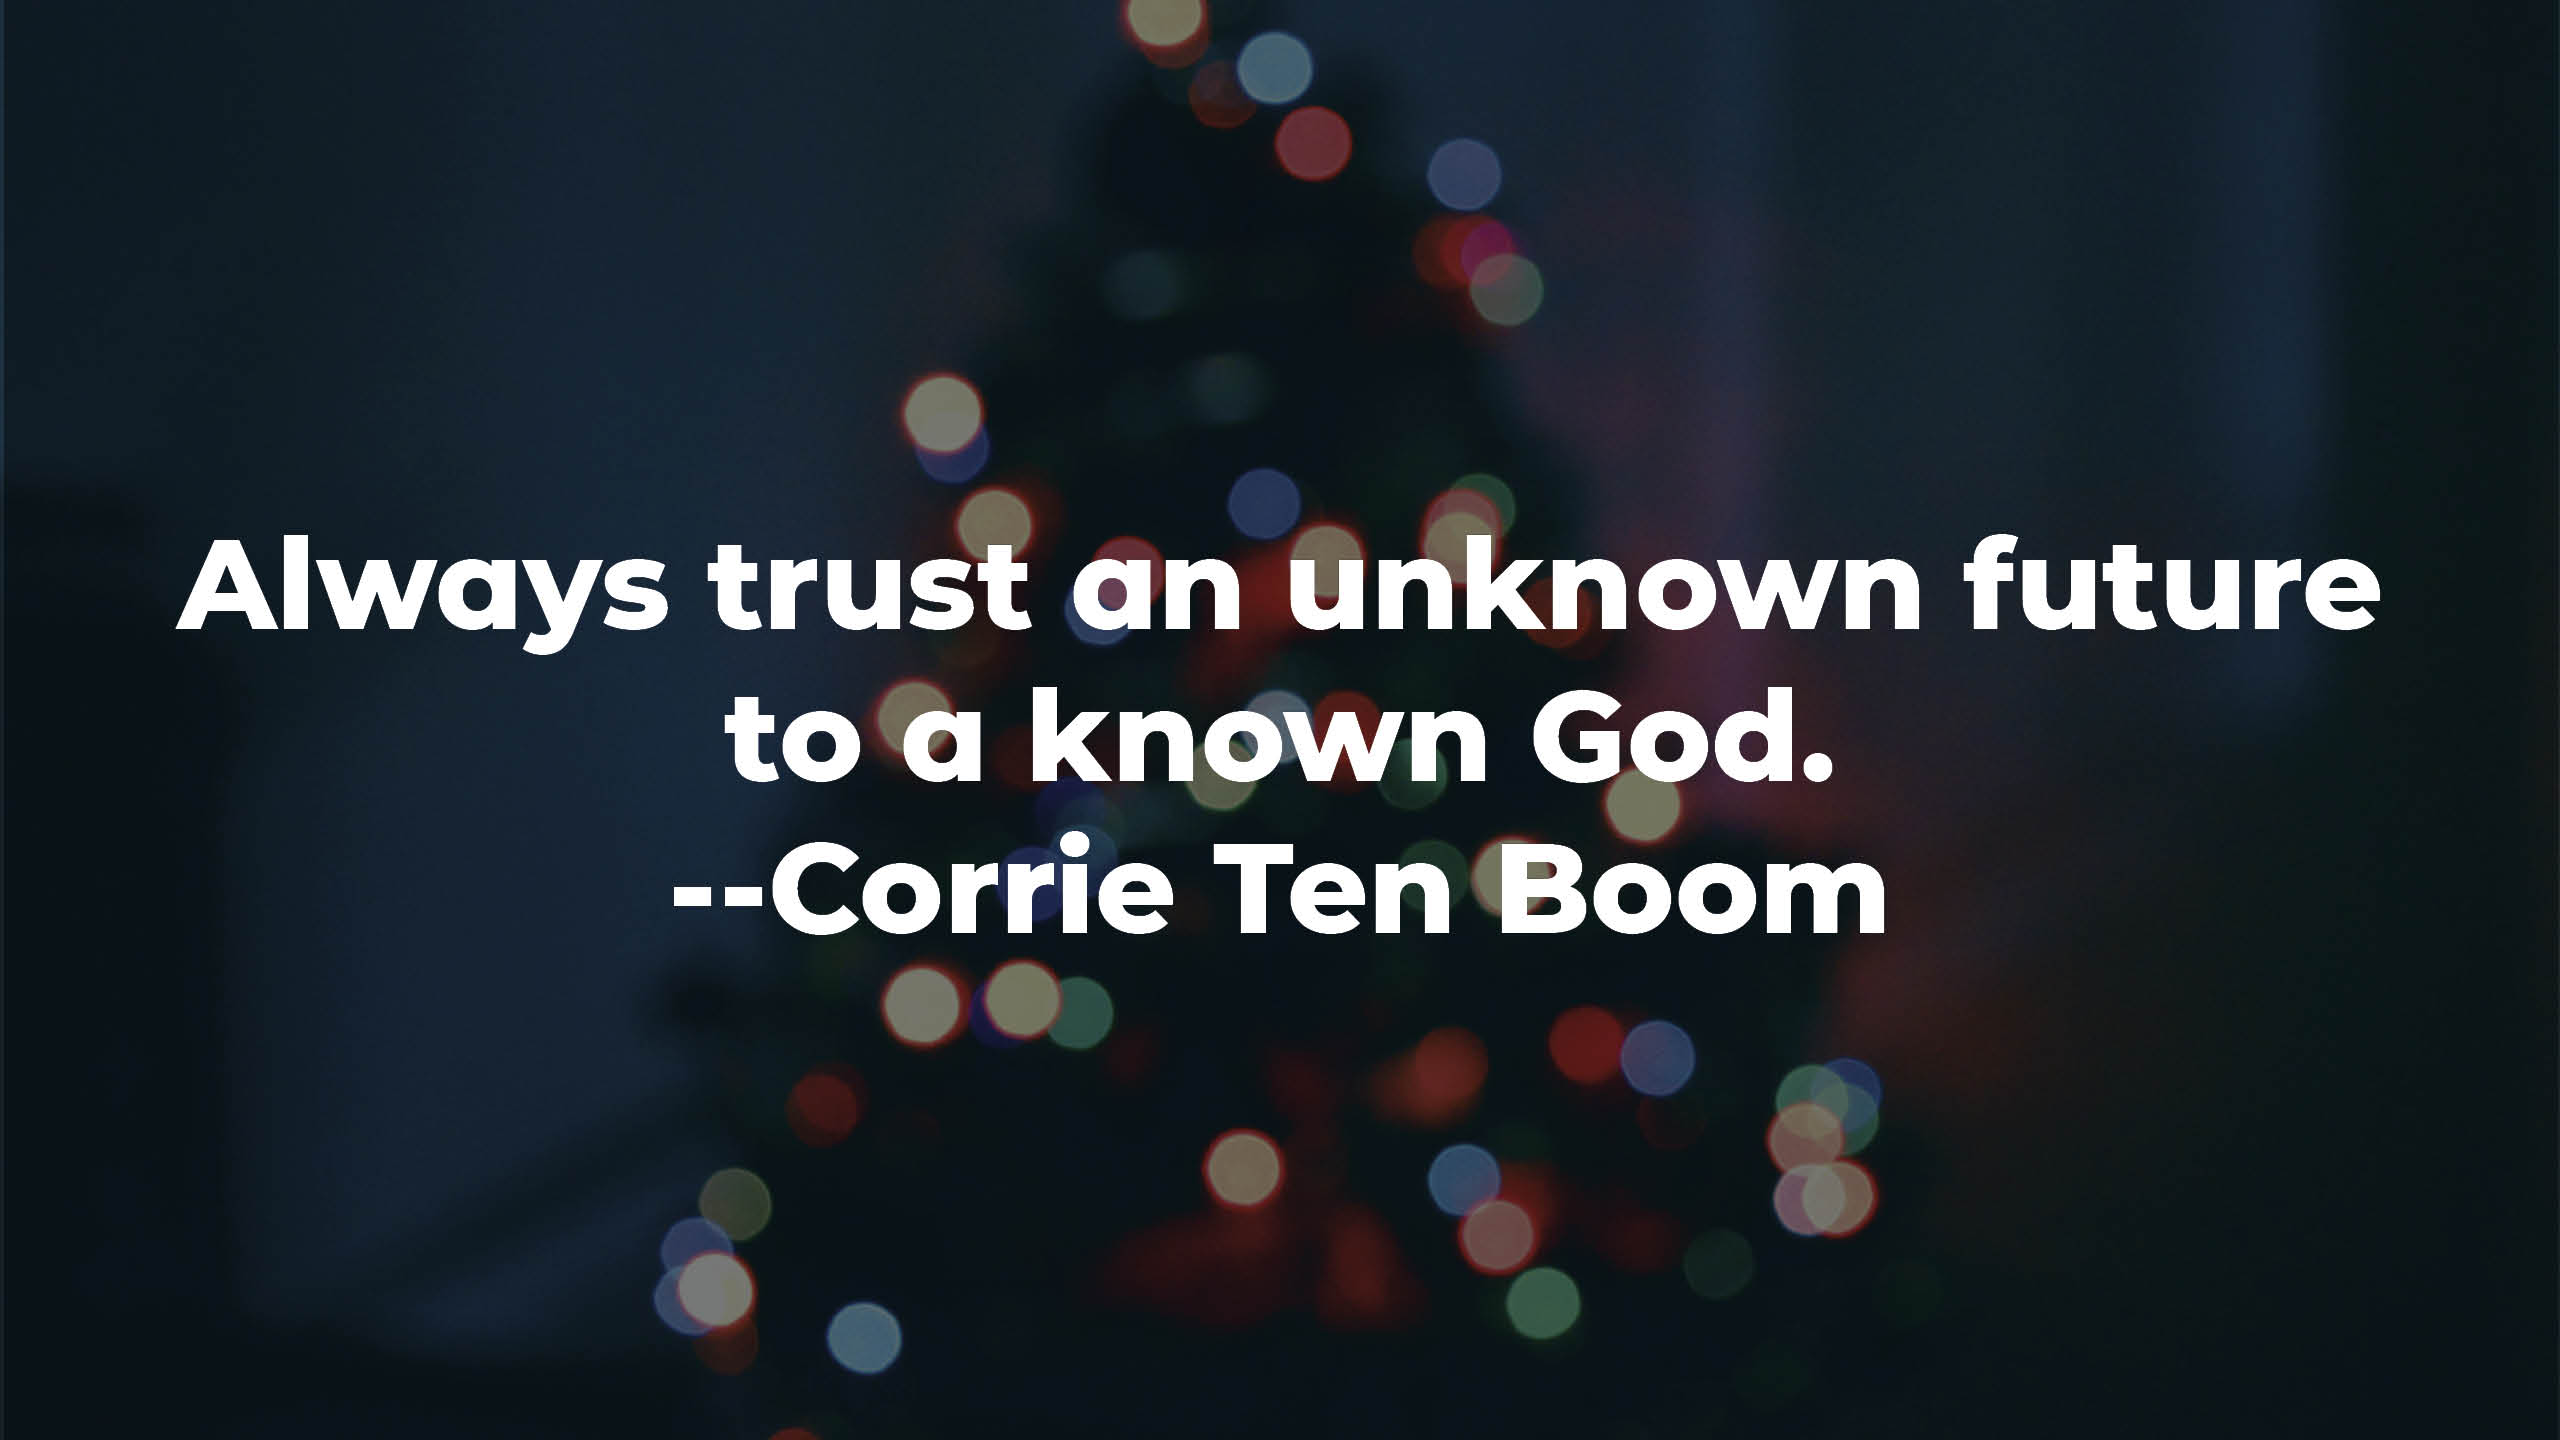 Always trust an unknown future
to a known God.
--Corrie Ten Boom